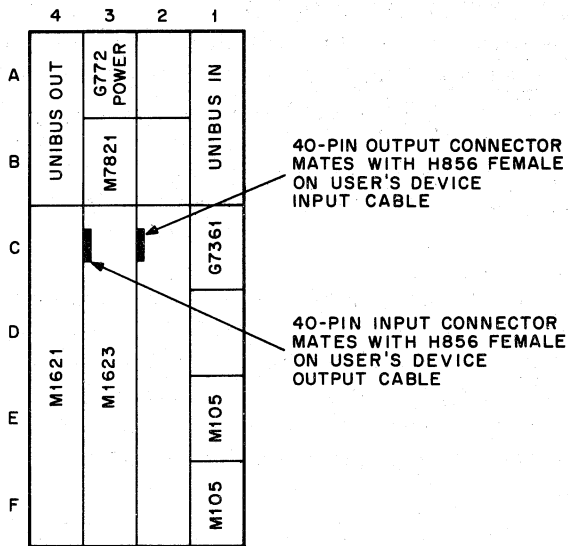 4 3 2 1
A
B
C
D
E
F
UNIBUS OUT
G772
POWER
UNIBUS IN
M7821
G7361
M1621
M1623
M105
M105
40-PIN OUTPUT CONNECTOR
MATES WITH H856 FEMALE
ON USER'S DEVICE
INPUT CABLE
40-PIN INPUT CONNECTOR
MATES WITH H856 FEMALE
ON USER'S DEVICE
OUTPUT CABLE